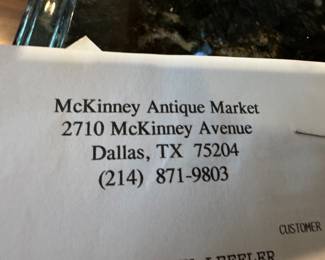 McKinney Antique Market
2710 McKinney Avenue
Dallas, TX 75204
(214) 871-9803
CUSTOMER